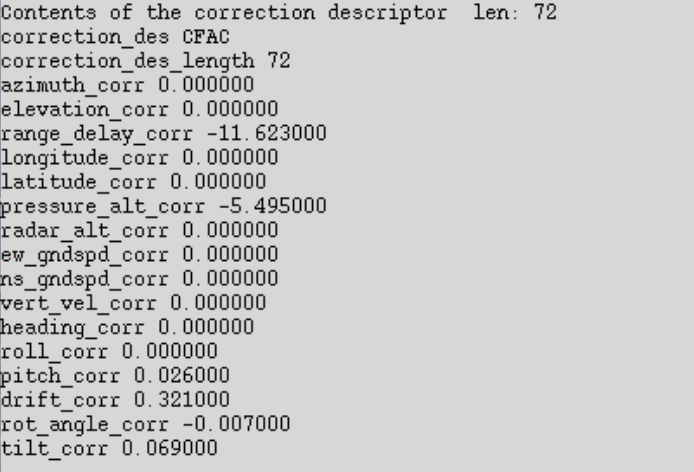 Contents of the correction descriptor  len: 72
correction_des CFAC
correction_des_length 72
azimuth_corr 0.000000
elevation_corr 0.000000
range_delay_corr -11.623000
longitude_corr 0.000000
latitude_corr 0.000000
pressure_alt_corr -5.495000
radar_alt_corr 0.000000
ew_gndspd_corr 0.000000
ns_gndspd_corr 0.000000
vert_vel_corr 0.000000
heading_corr 0.000000
roll_corr 0.000000
pitch_corr 0.026000
drift_corr 0.321000
rot_angle_corr -0.007000
tilt_corr 0.069000